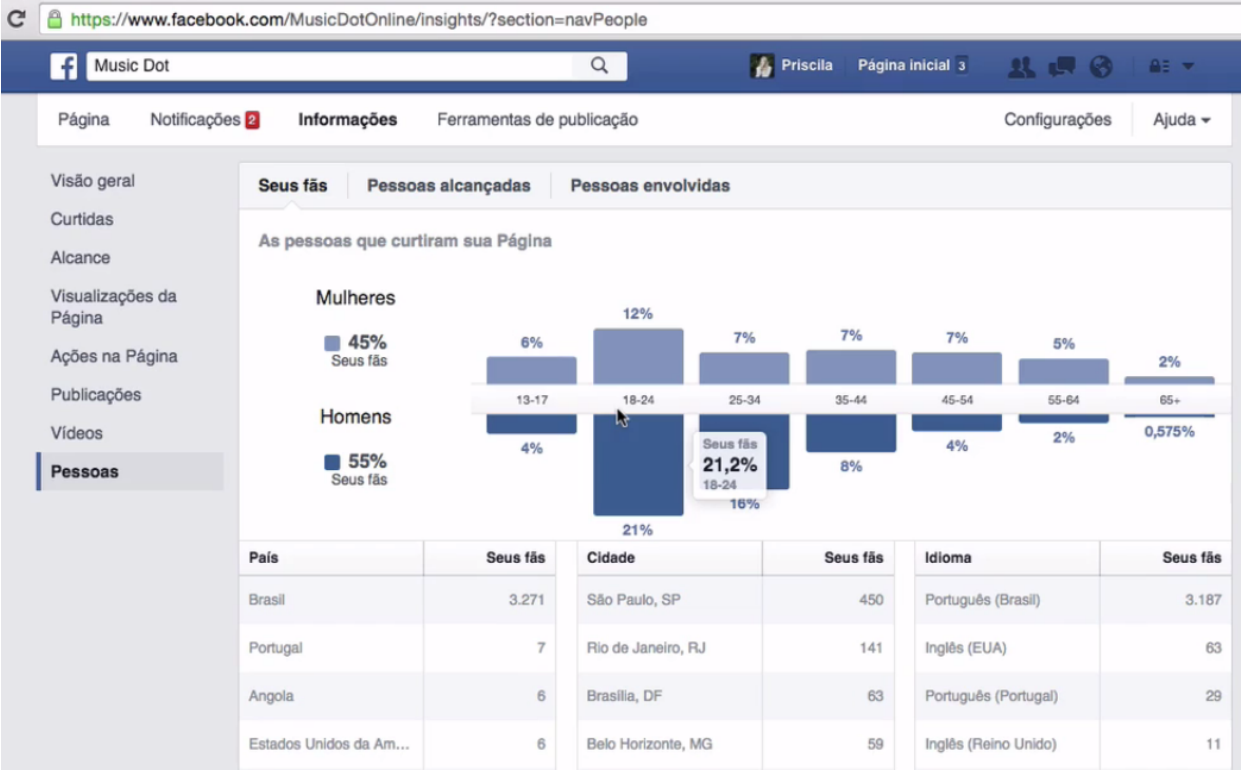 https://www.facebook.com/MusicDotOnline/insights/?section=navPeople
f Music Dot Priscila Página inicial 3
Página Notificações 2 Informações Ferramentas de publicação Configurações Ajuda
Visão geral
Curtidas
Alcance
Visualizações da
Página
Ações na Página
Publicações
Vídeos
Pessoas
Seus fãs Pessoas alcançadas Pessoas envolvidas
As pessoas que curtiram sua Página
Mulheres
45%
Seus fãs
Homens
55%
Seus fãs
6% 12% 7% 7% 7% 5% 2%
13-17 18-24 25-34 35-44 45-54 55-64 65+
4% 21% 16% 8% 4% 2% 0,575%
Seus fãs
21,2%
18-24
País Seus fãs Cidade Seus fãs Idioma Seus fãs
Brasil 3.271 São Paulo, SP 450 Português (Brasil) 3.187
Portugal 7 Rio de Janeiro, RJ 141 Inglês (EUA) 63
Angola 6 Brasília, DF 63 Português (Portugal) 29
Estados Unidos da Am... 6 Belo Horizonte, MG 59 Inglês (Reino Unido) 11